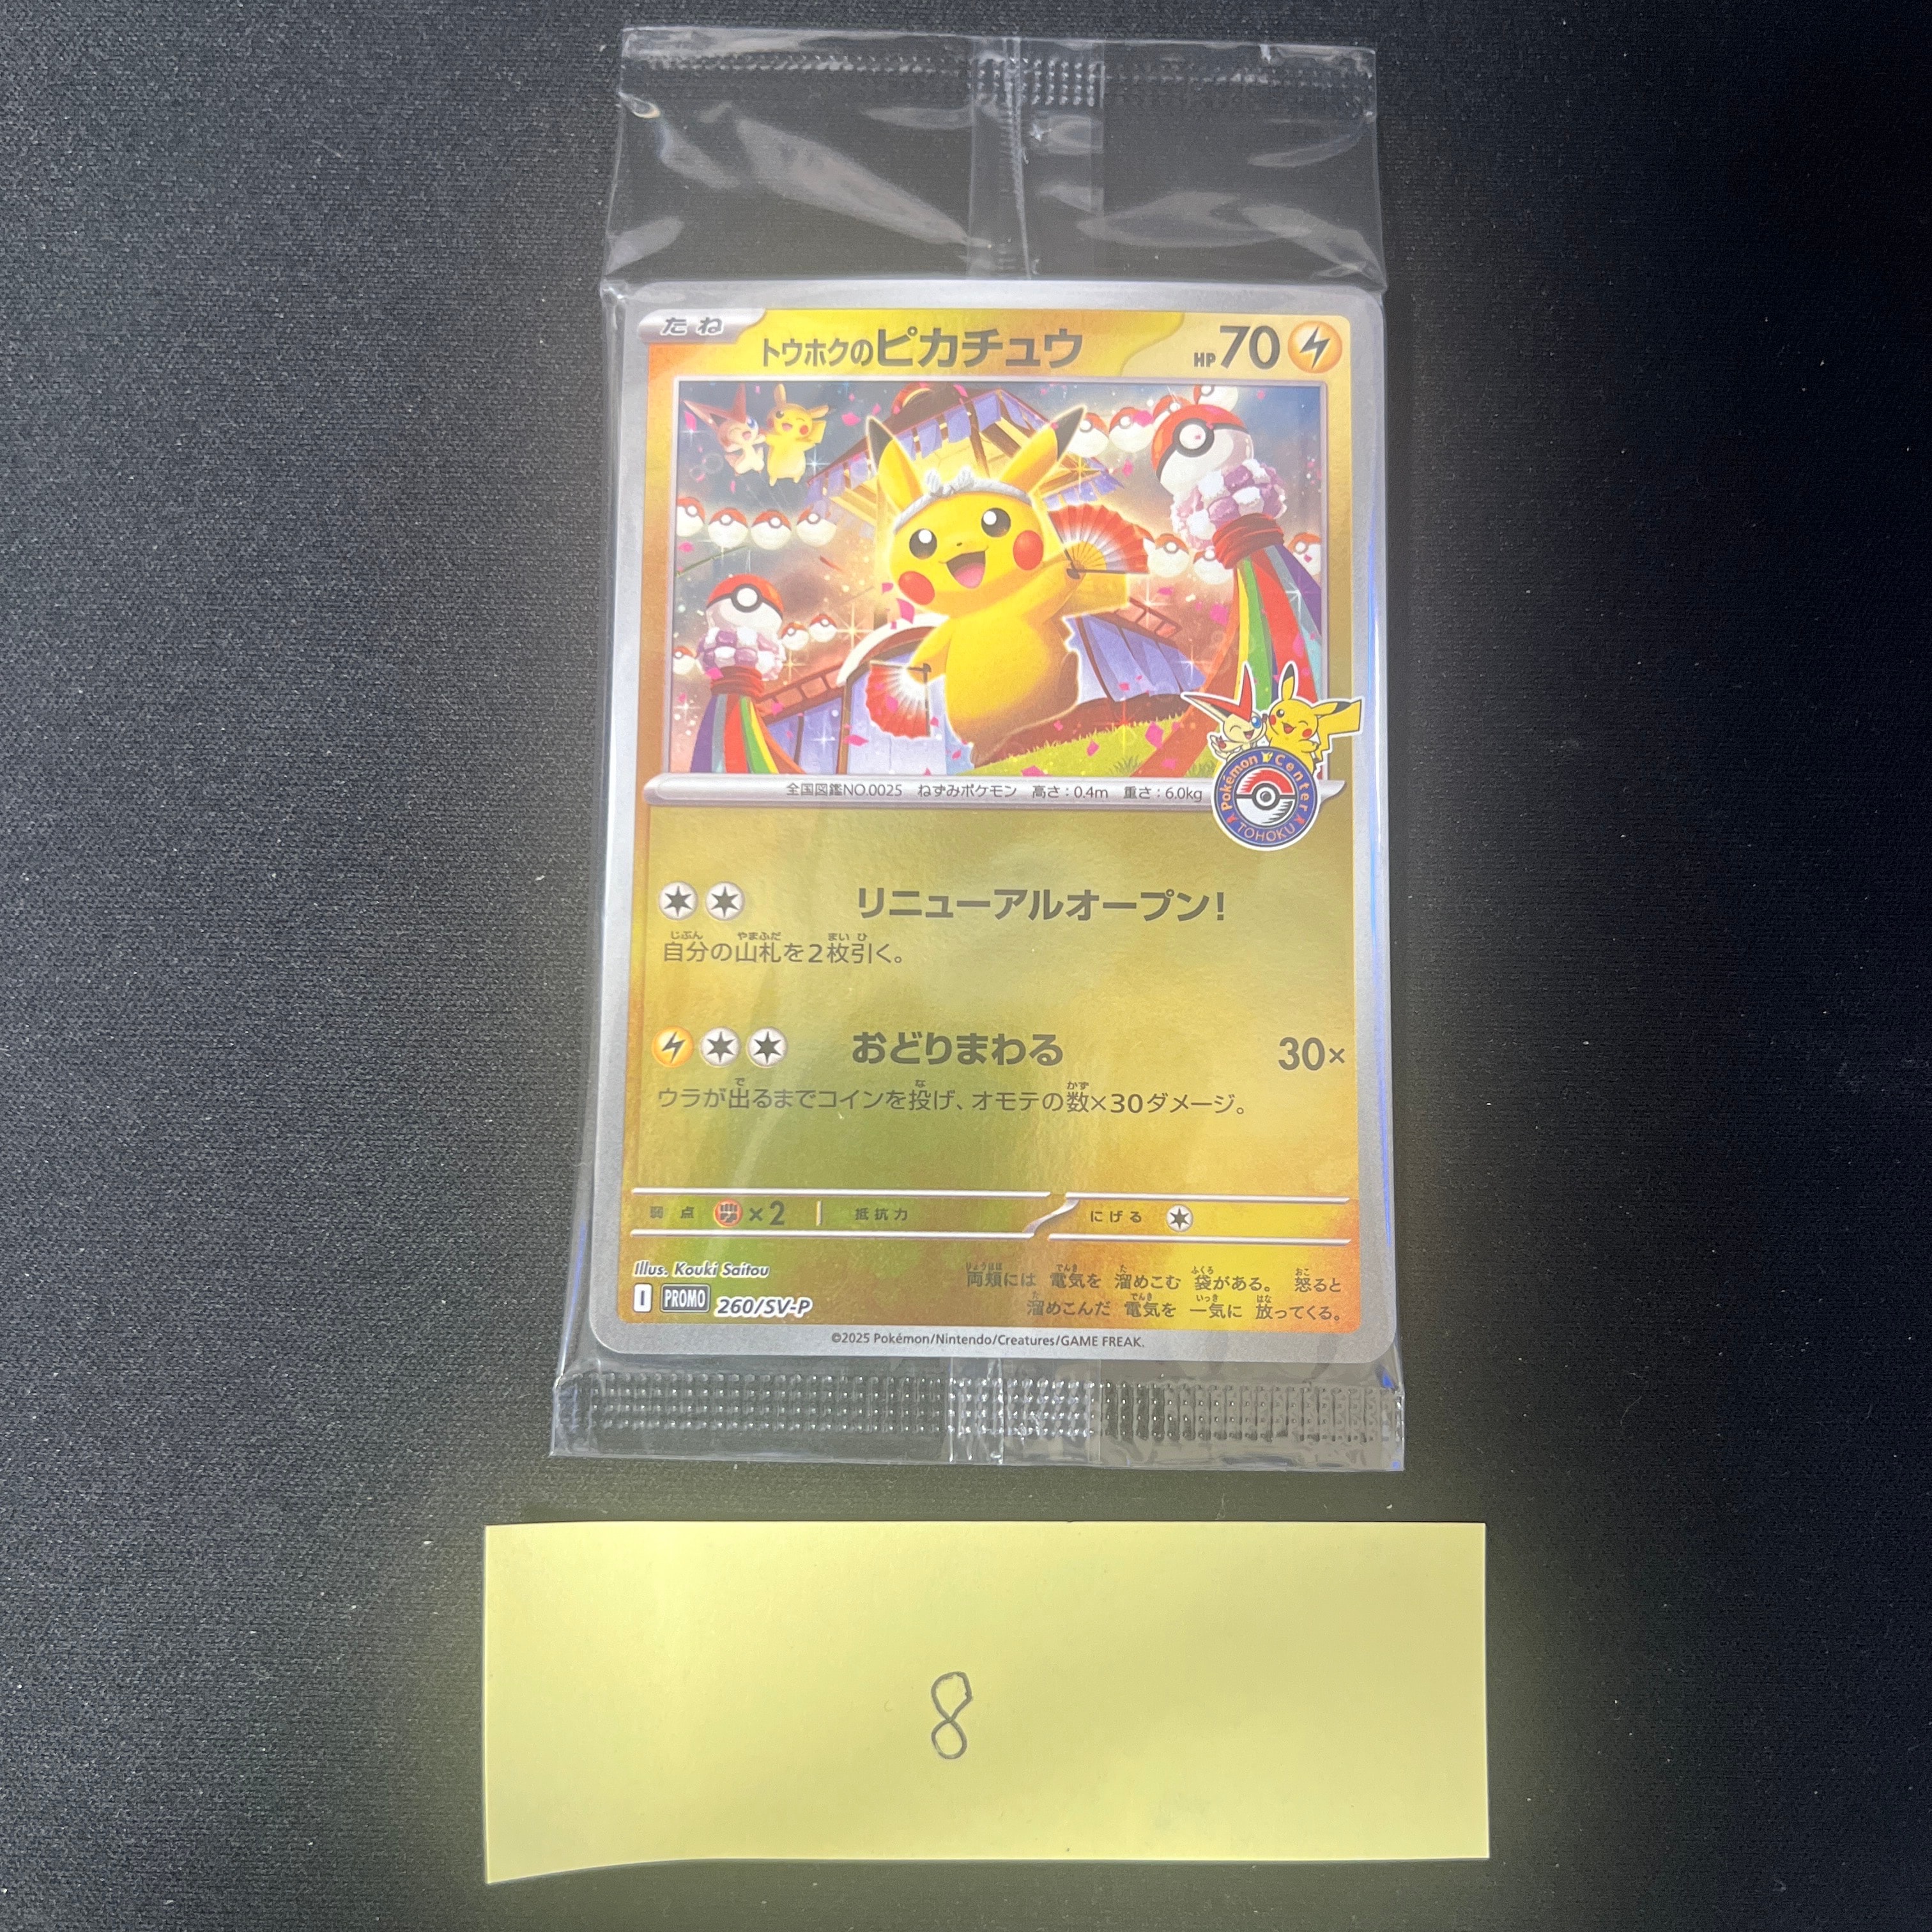 たね トウホクのピカチュウ HP70
全国図鑑NO.0025 ねずみポケモン 高さ:0.4m 重さ:6.0kg
Pokémon Center
TOHOKU
リニューアルオープン!
自分の山札を2枚引く。
おどりまわる 30×
ウラが出るまでコインを投げ、オモテの数×30ダメージ。
弱点 ×2 抵抗力 にげる
Illus. Kouki Saitou
I PROMO 260/SV-P
両頬には 電気を 溜めこむ 袋がある。 怒ると
溜めこんだ 電気を 一気に 放ってくる。
©2025 Pokémon/Nintendo/Creatures/GAME FREAK.
8